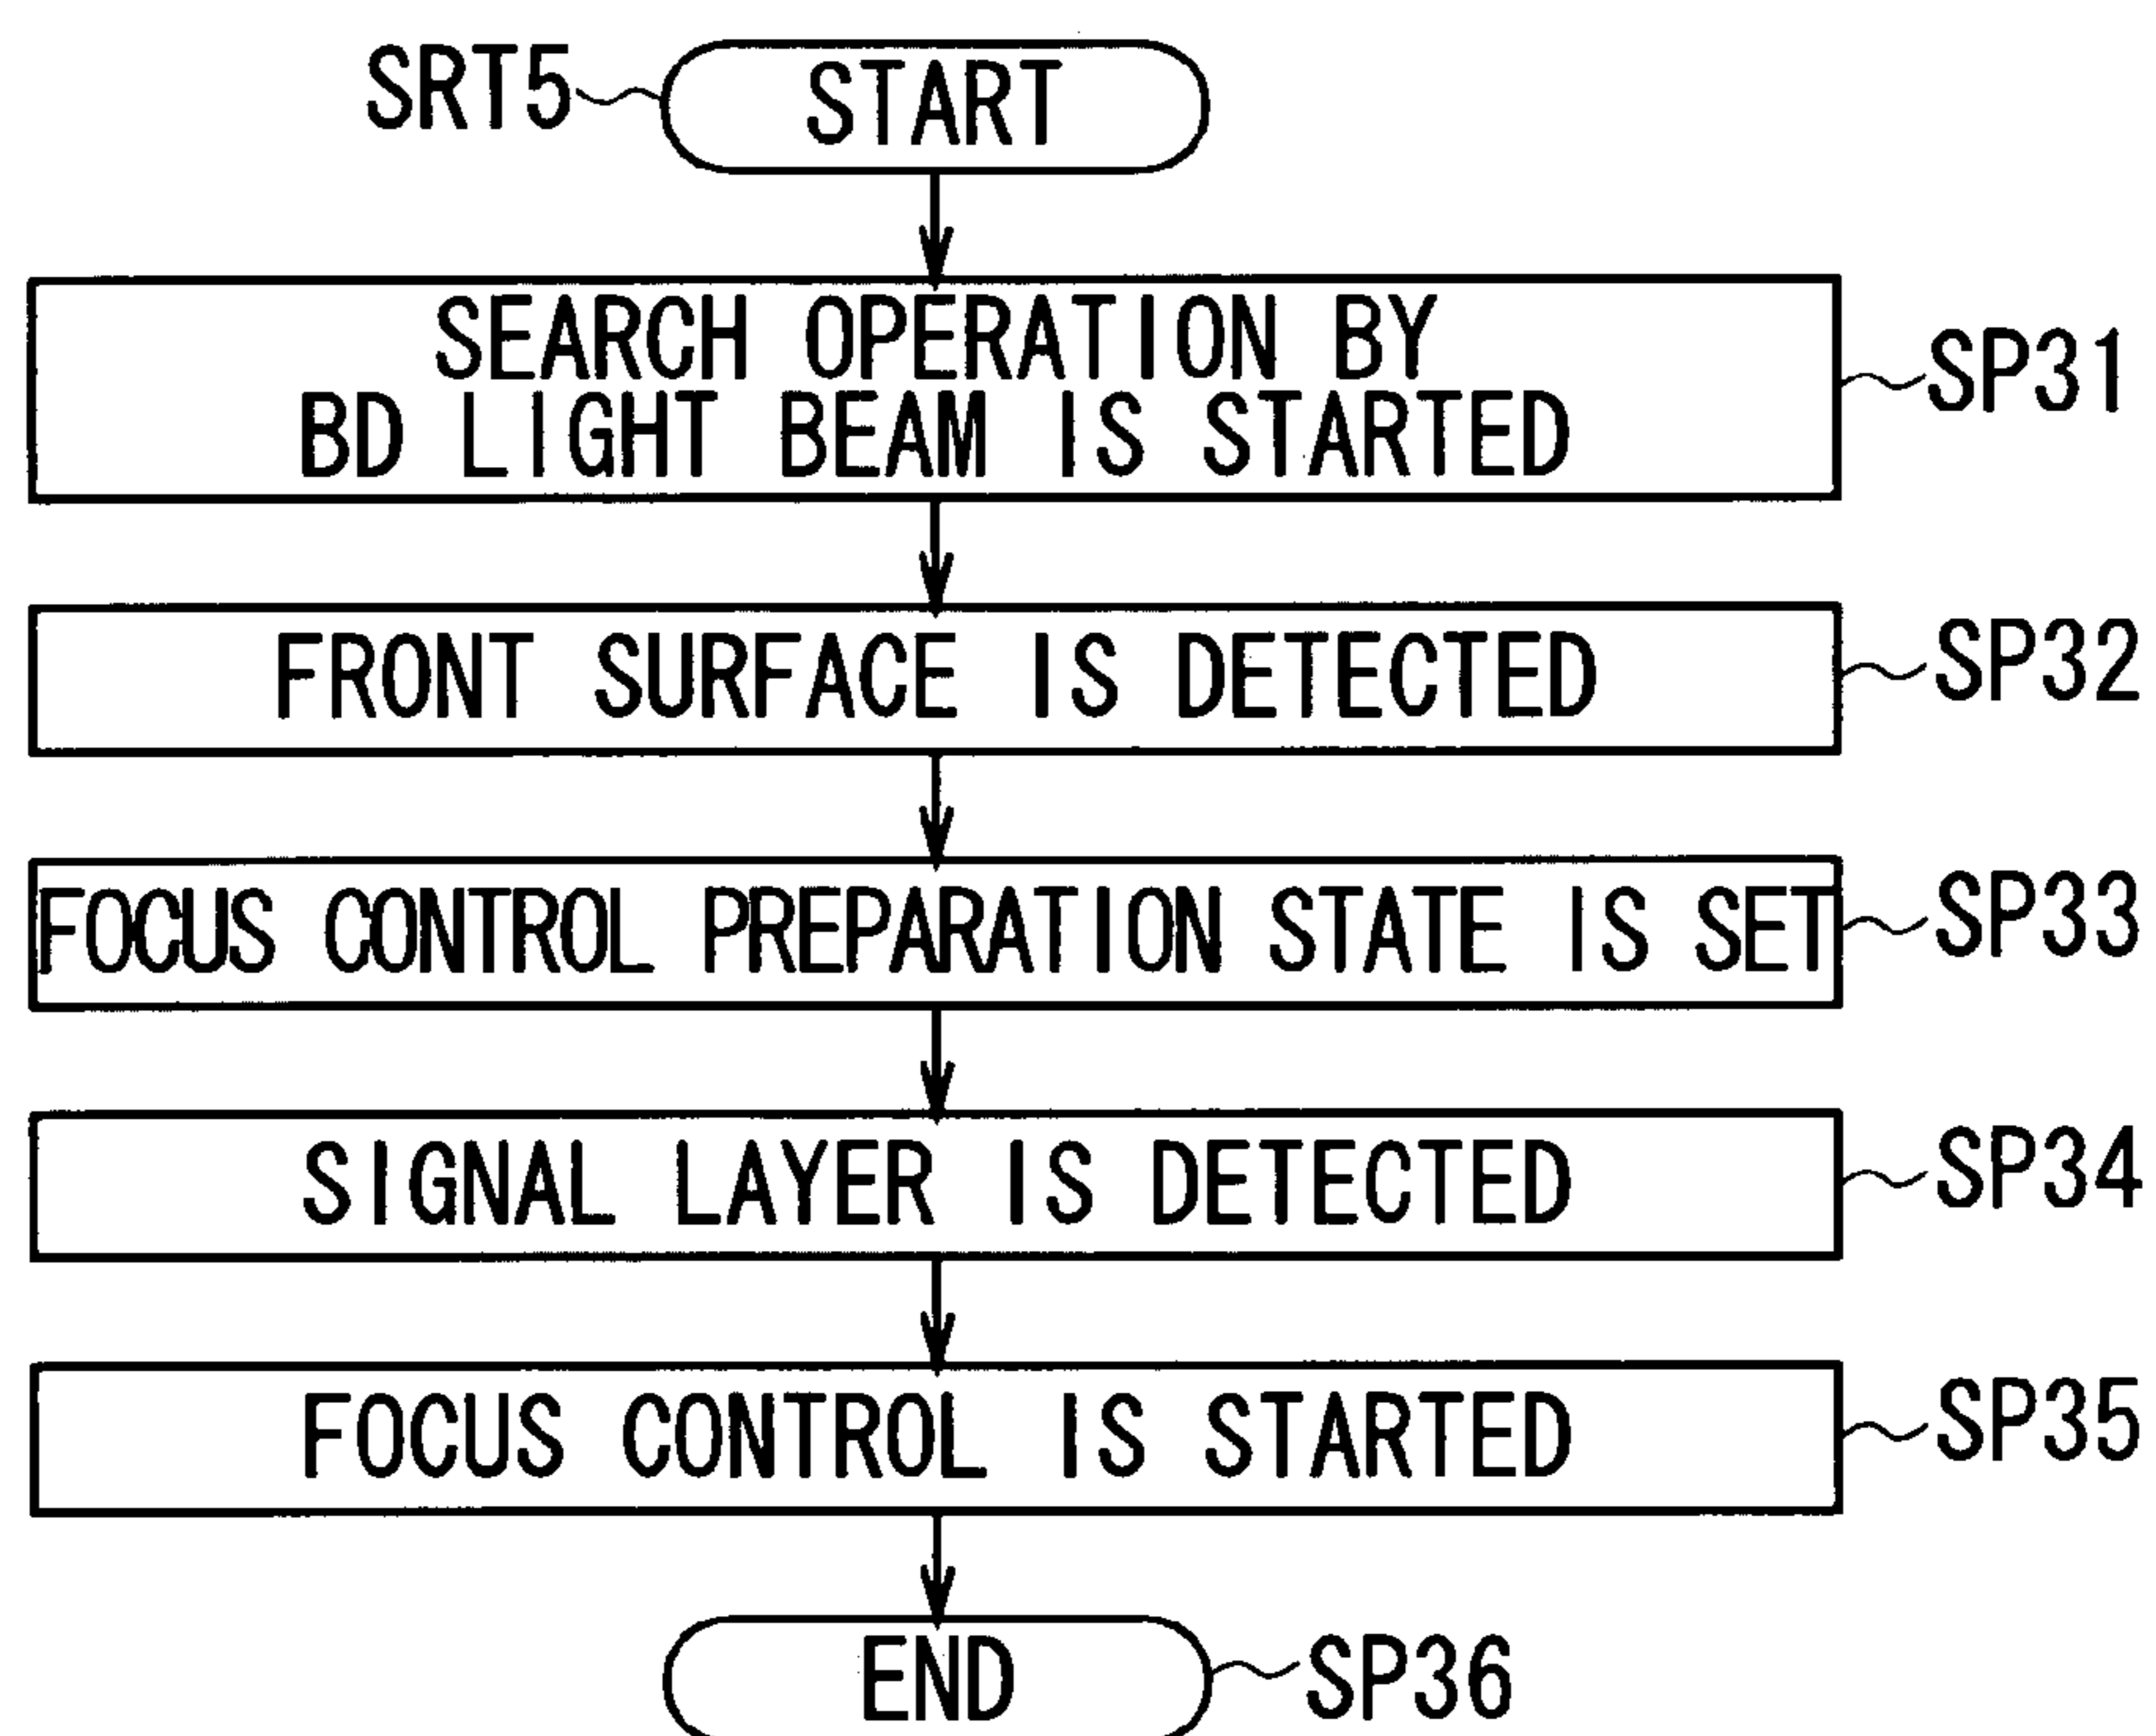 SRT5 START
SEARCH OPERATION BY
BD LIGHT BEAM IS STARTED
SP31
FRONT SURFACE IS DETECTED
SP32
FOCUS CONTROL PREPARATION STATE IS SET
SP33
SIGNAL LAYER IS DETECTED
SP34
FOCUS CONTROL IS STARTED
SP35
END
SP36